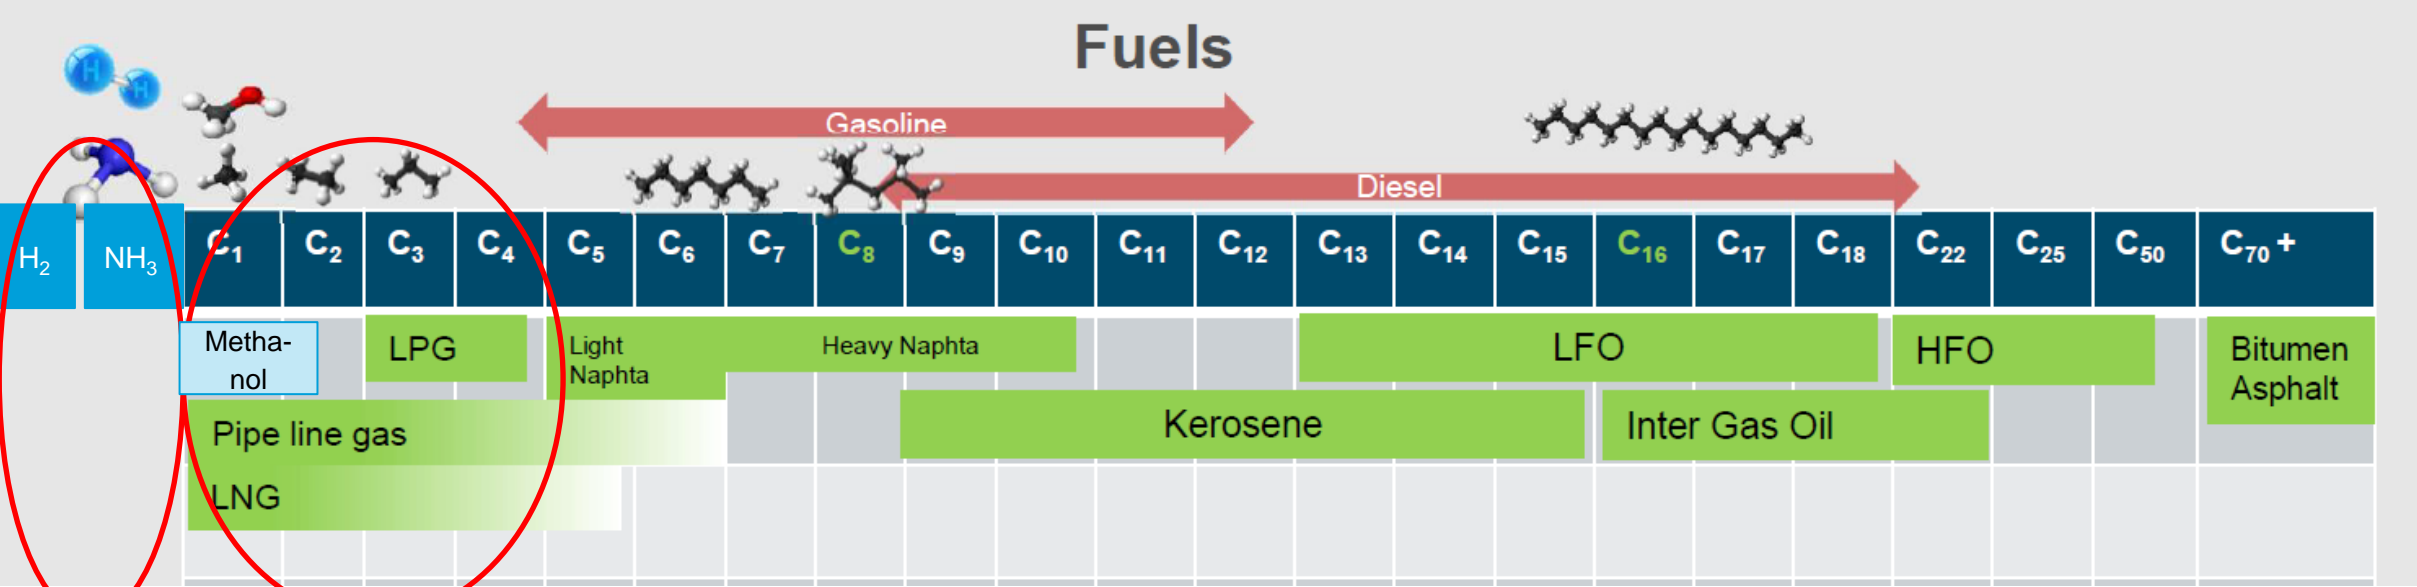 Fuels
H
H
Gasoline
Diesel
H₂ NH₃ C₁ C₂ C₃ C₄ C₅ C₆ C₇ C₈ C₉ C₁₀ C₁₁ C₁₂ C₁₃ C₁₄ C₁₅ C₁₆ C₁₇ C₁₈ C₂₂ C₂₅ C₅₀ C₇₀ +
Metha-
nol
LPG
Light
Naphta
Heavy Naphta
LFO
HFO
Bitumen
Asphalt
Pipe line gas
Kerosene
Inter Gas Oil
LNG